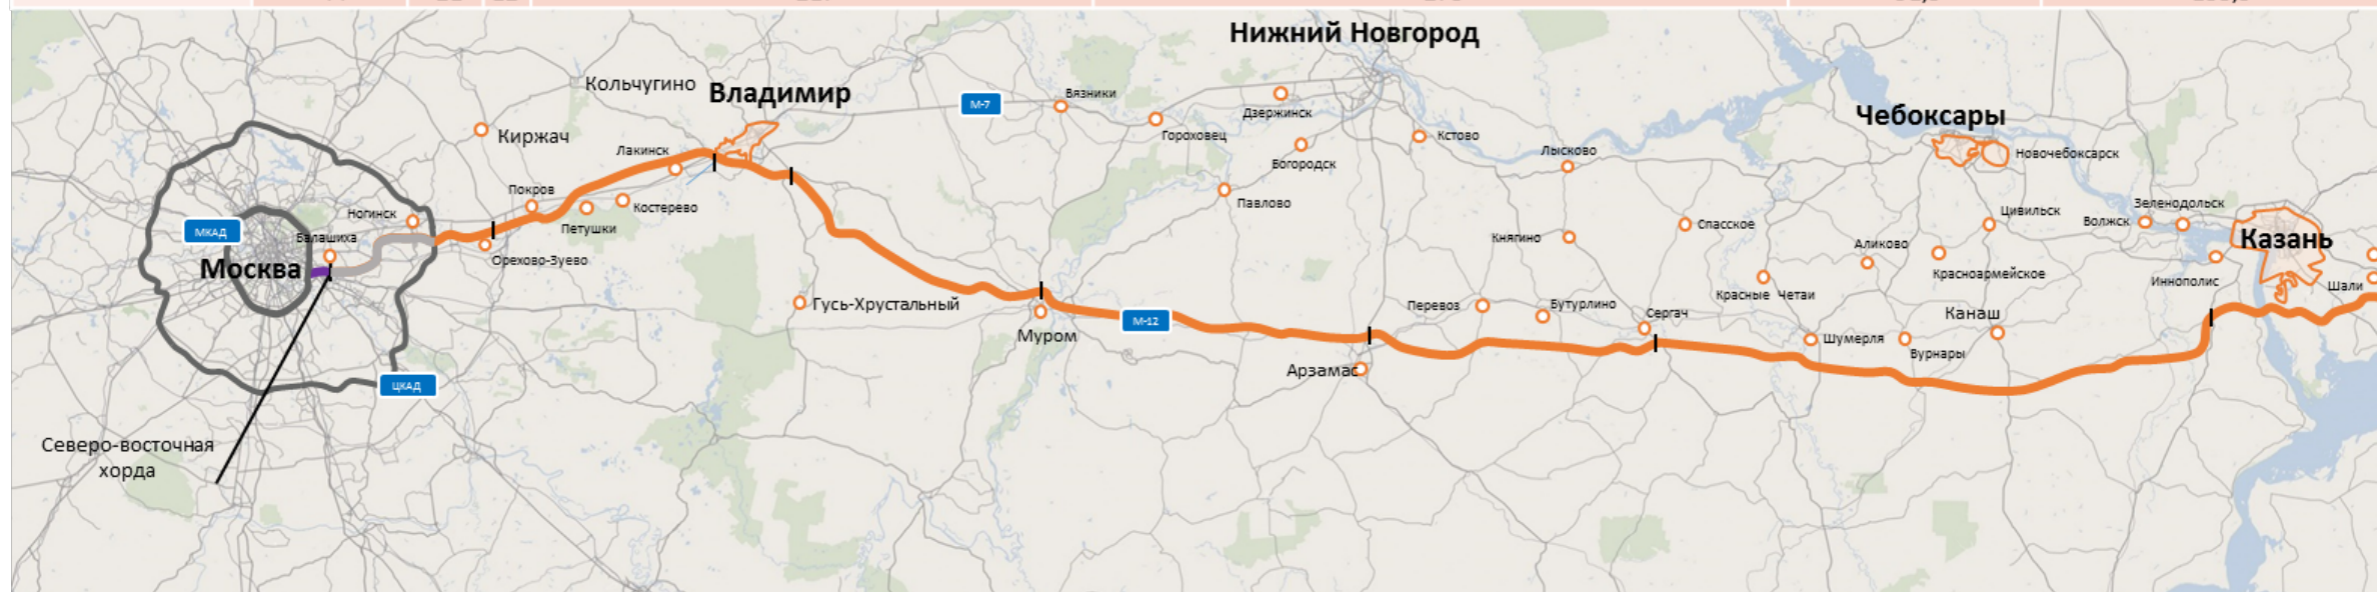 Нижний Новгород
Кольчугино
Владимир
М-7
Вязники
Дзержинск
Гороховец
Богородск
Кстово
Лысково
Чебоксары
Новочебоксарск
Киржач
Лакинск
Покров
Костерево
Петушки
Ногинск
МКАД
Балашиха
Москва
Орехово-Зуево
Павлово
Княгино
Спасское
Цивильск
Аликово
Красноармейское
Волжск
Зеленодольск
Казань
Иннополис
Шали
Красные Четаи
Гусь-Хрустальный
Муром
М-12
Перевоз
Бутурлино
Сергач
Канаш
Шумерля
Вурнары
Арзамас
ЦКАД
Северо-восточная
хорда